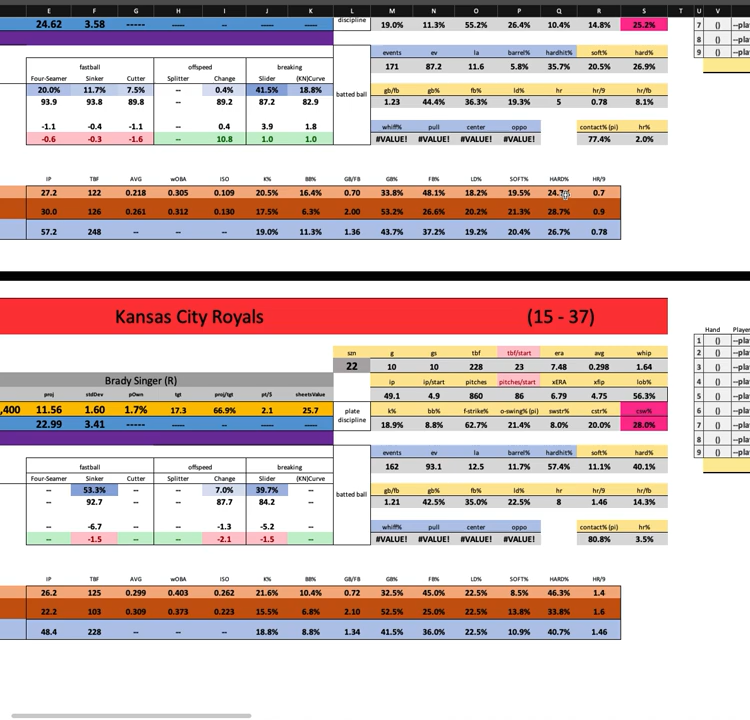 E F G H I J K L M N O P Q R S T U V
24.62 3.58 ----- ----- ----- ----- ----- discipline 19.0% 11.3% 55.2% 26.4% 10.4% 14.8% 25.2% 7 () --pla
8 ()
events ev la barrel% hardhit% soft% hard% 9 () --pla
fastball offspeed breaking 171 87.2 11.6 5.8% 35.7% 20.5% 26.9%
Four-Seamer Sinker Cutter Splitter Change Slider (KN)Curve
20.0% 11.7% 7.5% -- 0.4% 41.5% 18.8% batted ball gb/fb gb% fb% ld% hr hr/9 hr/fb
93.9 93.8 89.8 -- 89.2 87.2 82.9 1.23 44.4% 36.3% 19.3% 5 0.78 8.1%
-1.1 -0.4 -1.1 -- 0.4 3.9 1.8 whiff% pull center oppo contact% (pi) hr%
-0.6 -0.3 -1.6 -- 10.8 1.0 1.0 #VALUE! #VALUE! #VALUE! #VALUE! 77.4% 2.0%
IP TBF AVG wOBA ISO K% BB% GB/FB GB% FB% LD% SOFT% HARD% HR/9
27.2 122 0.218 0.305 0.109 20.5% 16.4% 0.70 33.8% 48.1% 18.2% 19.5% 0.7
30.0 126 0.261 0.312 0.130 17.5% 6.3% 2.00 53.2% 26.6% 20.2% 21.3% 28.7% 0.9
57.2 248 -- -- -- 19.0% 11.3% 1.36 43.7% 37.2% 19.2% 20.4% 26.7% 0.78
Kansas City Royals (15 - 37)
Hand Player
1 () --pla
szn g gs tbf tbf/start era avg whip 2 () --pla
22 10 10 228 23 7.48 0.298 1.64 3 () --pla
Brady Singer (R) ip ip/start pitches pitches/start xERA xfip lob% 4 () --pla
proj stdDev pOwn tgt proj/tgt pt/$ sheetsValue 49.1 4.9 860 86 6.79 4.75 56.3% 5 () --pla
,400 11.56 1.60 1.7% 17.3 66.9% 2.1 25.7 plate discipline k% bb% f-strike% o-swing% (pi) swstr% cstr% csw% 6 () --pla
22.99 3.41 ----- ----- ----- ----- ----- 18.9% 8.8% 62.7% 21.4% 8.0% 20.0% 28.0% 7 () --pla
8 () --pla
events ev la barrel% hardhit% soft% hard% 9 () --pla
fastball offspeed breaking 162 93.1 12.5 11.7% 57.4% 11.1% 40.1%
Four-Seamer Sinker Cutter Splitter Change Slider (KN)Curve
-- 53.3% -- -- 7.0% 39.7% -- batted ball gb/fb gb% fb% ld% hr hr/9 hr/fb
-- 92.7 -- -- 87.7 84.2 -- 1.21 42.5% 35.0% 22.5% 8 1.46 14.3%
-- -6.7 -- -- -1.3 -5.2 -- whiff% pull center oppo contact% (pi) hr%
-- -1.5 -- -- -2.1 -1.5 -- #VALUE! #VALUE! #VALUE! #VALUE! 80.8% 3.5%
IP TBF AVG wOBA ISO K% BB% GB/FB GB% FB% LD% SOFT% HARD% HR/9
26.2 125 0.299 0.403 0.262 21.6% 10.4% 0.72 32.5% 45.0% 22.5% 8.5% 46.3% 1.4
22.2 103 0.309 0.373 0.223 15.5% 6.8% 2.10 52.5% 25.0% 22.5% 13.8% 33.8% 1.6
48.4 228 -- -- -- 18.8% 8.8% 1.34 41.5% 36.0% 22.5% 10.9% 40.7% 1.46